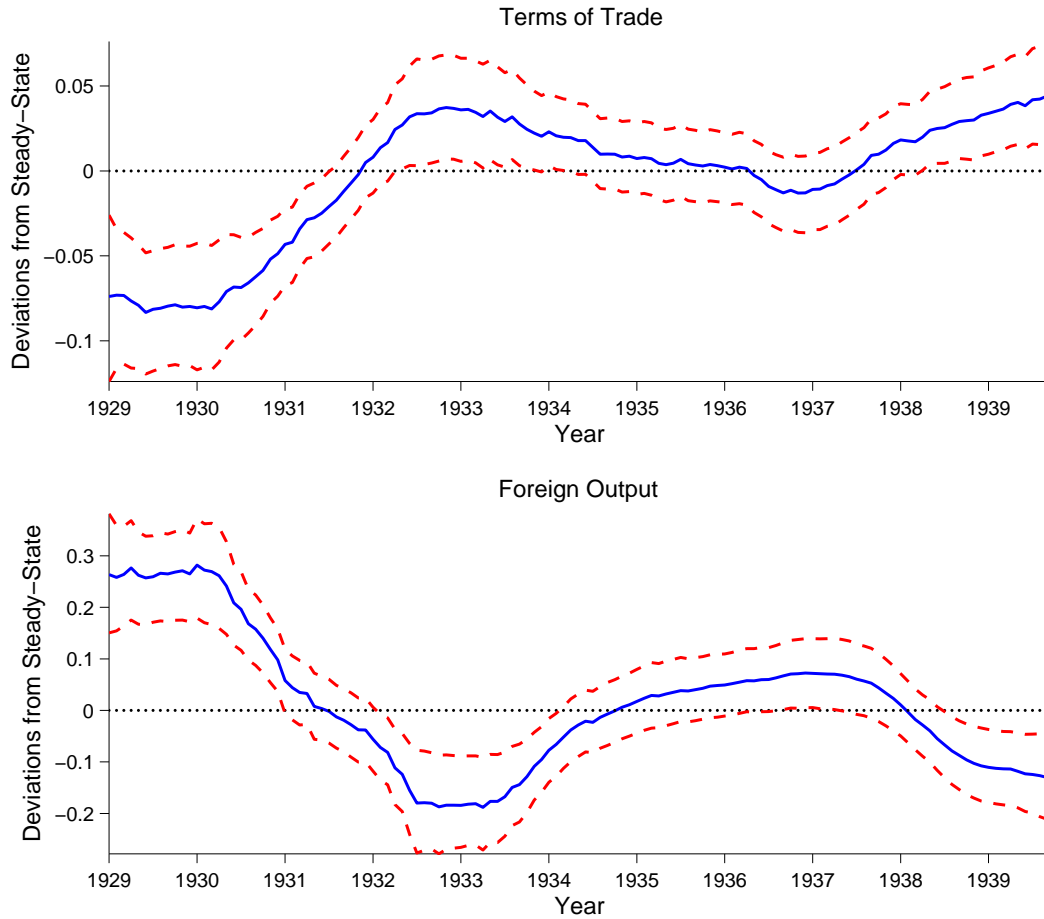 Terms of Trade
Deviations from Steady−State
0.05
0
−0.05
−0.1
1929 1930 1931 1932 1933 1934 1935 1936 1937 1938 1939
Year
Foreign Output
Deviations from Steady−State
0.3
0.2
0.1
0
−0.1
−0.2
1929 1930 1931 1932 1933 1934 1935 1936 1937 1938 1939
Year